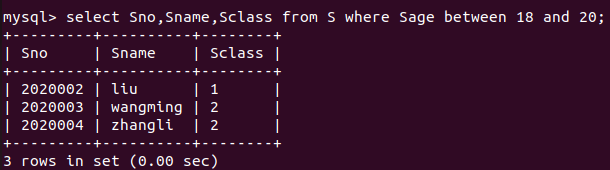 mysql> select Sno,Sname,Sclass from S where Sage between 18 and 20;
+---------+----------+--------+
| Sno     | Sname    | Sclass |
+---------+----------+--------+
| 2020002 | liu      | 1      |
| 2020003 | wangming | 2      |
| 2020004 | zhangli  | 2      |
+---------+----------+--------+
3 rows in set (0.00 sec)